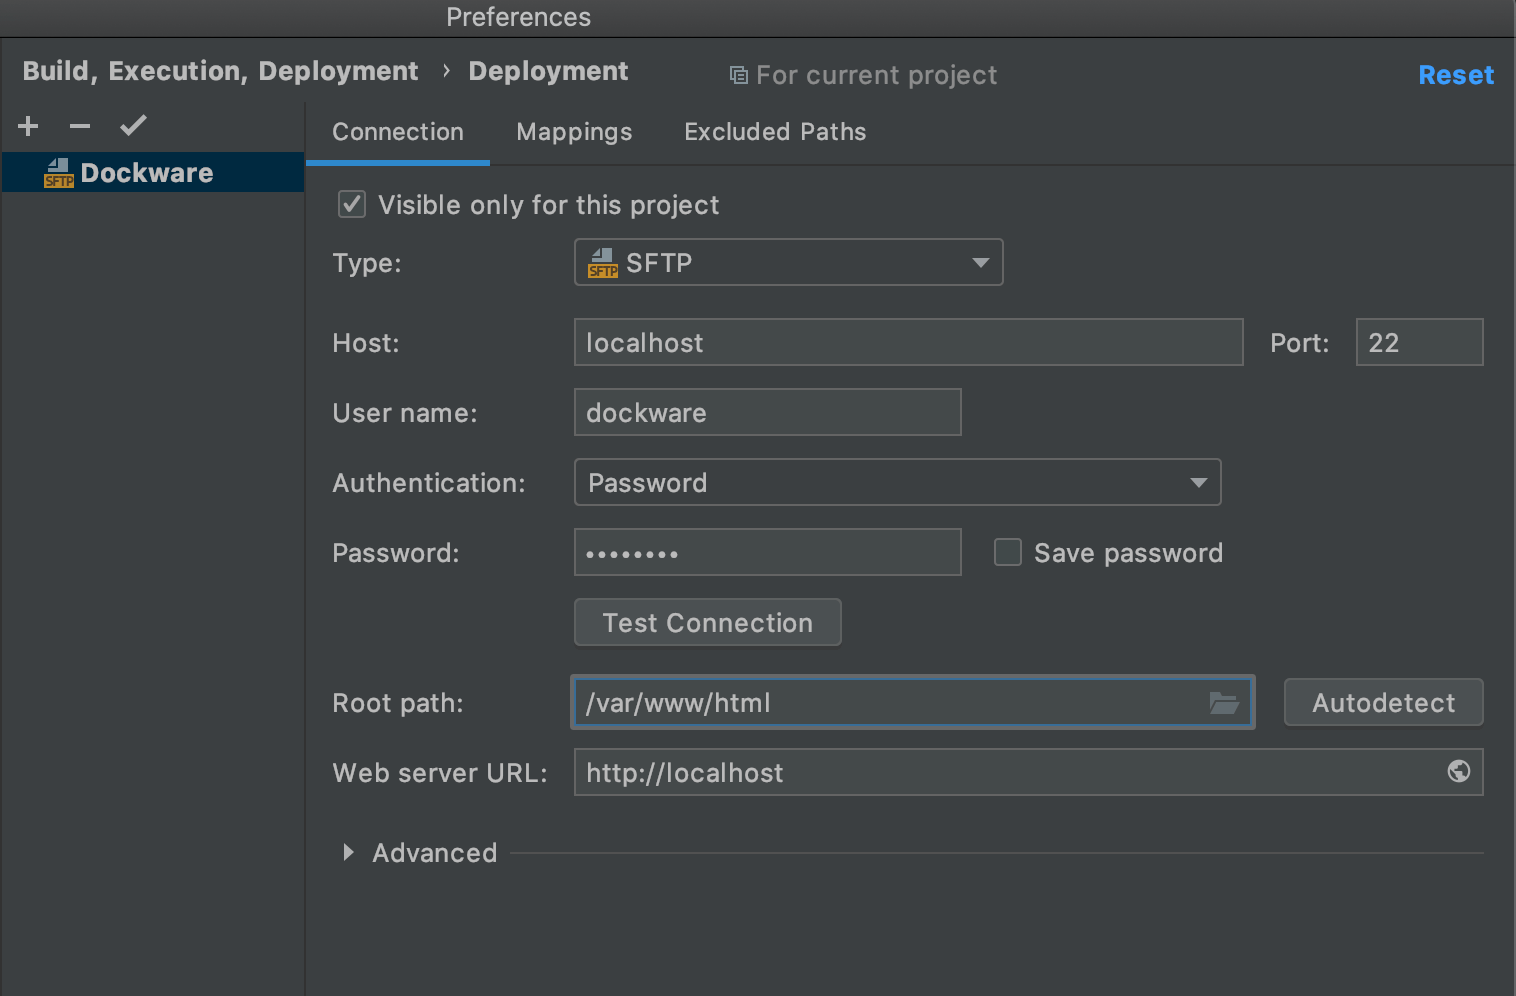 Preferences
Build, Execution, Deployment › Deployment
For current project
Reset
Connection Mappings Excluded Paths
SFTP Dockware
Visible only for this project
Type: SFTP SFTP
Host: localhost Port: 22
User name: dockware
Authentication: Password
Password: •••••••• Save password
Test Connection
Root path: /var/www/html Autodetect
Web server URL: http://localhost
Advanced